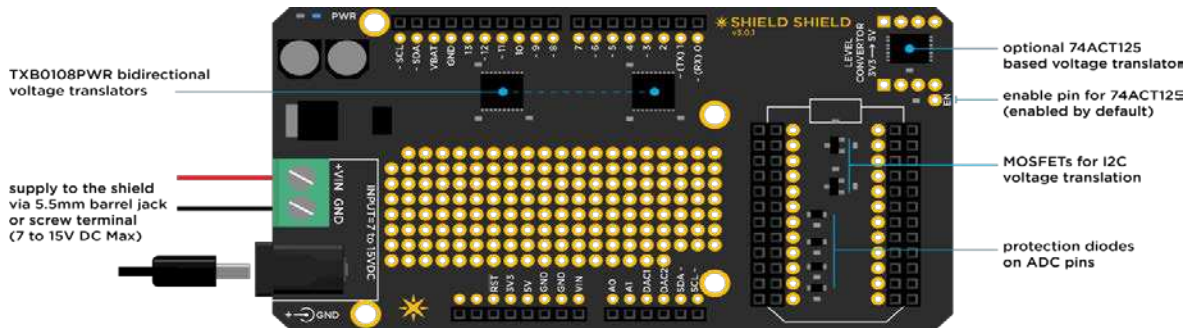 PWR
- SCL -
- SDA -
VBAT
GND
13
- 12 -
- 11 -
10
- 9 -
- 8 -
7
- 6 -
- 5 -
4
- 3 -
2
- (TX) 1
- (RX) 0
SHIELD SHIELD
v3.0.1
LEVEL
CONVERTOR
3V3→5V
EN
optional 74ACT125
based voltage translator
enable pin for 74ACT125
(enabled by default)
TXB0108PWR bidirectional
voltage translators
MOSFETs for I2C
voltage translation
supply to the shield
via 5.5mm barrel jack
or screw terminal
(7 to 15V DC Max)
+VIN
GND
INPUT=7 to 15VDC
protection diodes
on ADC pins
RST
3V3
5V
GND
GND
VIN
A0
A1
DAC1
DAC2
SDA -
SCL -
+ GND